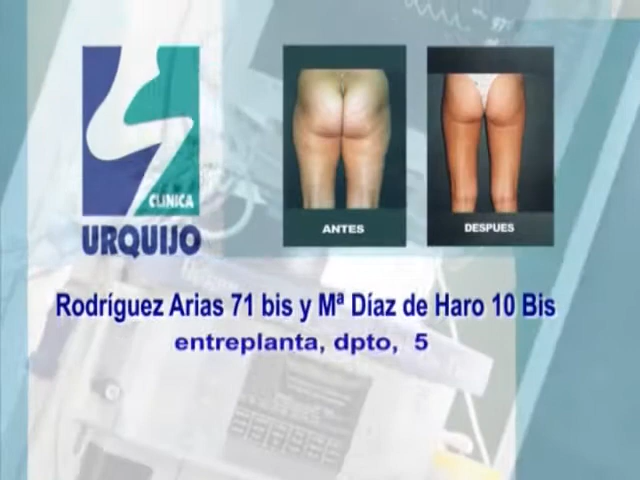 CLINICA
URQUIJO
ANTES
DESPUES
Rodríguez Arias 71 bis y Mª Díaz de Haro 10 Bis
entreplanta, dpto, 5